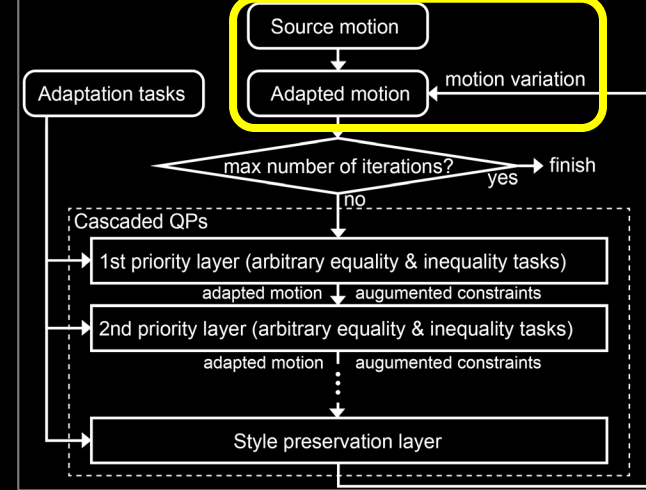 Source motion
Adaptation tasks
Adapted motion
motion variation
max number of iterations?
yes
finish
no
Cascaded QPs
1st priority layer (arbitrary equality & inequality tasks)
adapted motion
augumented constraints
2nd priority layer (arbitrary equality & inequality tasks)
adapted motion
augumented constraints
Style preservation layer